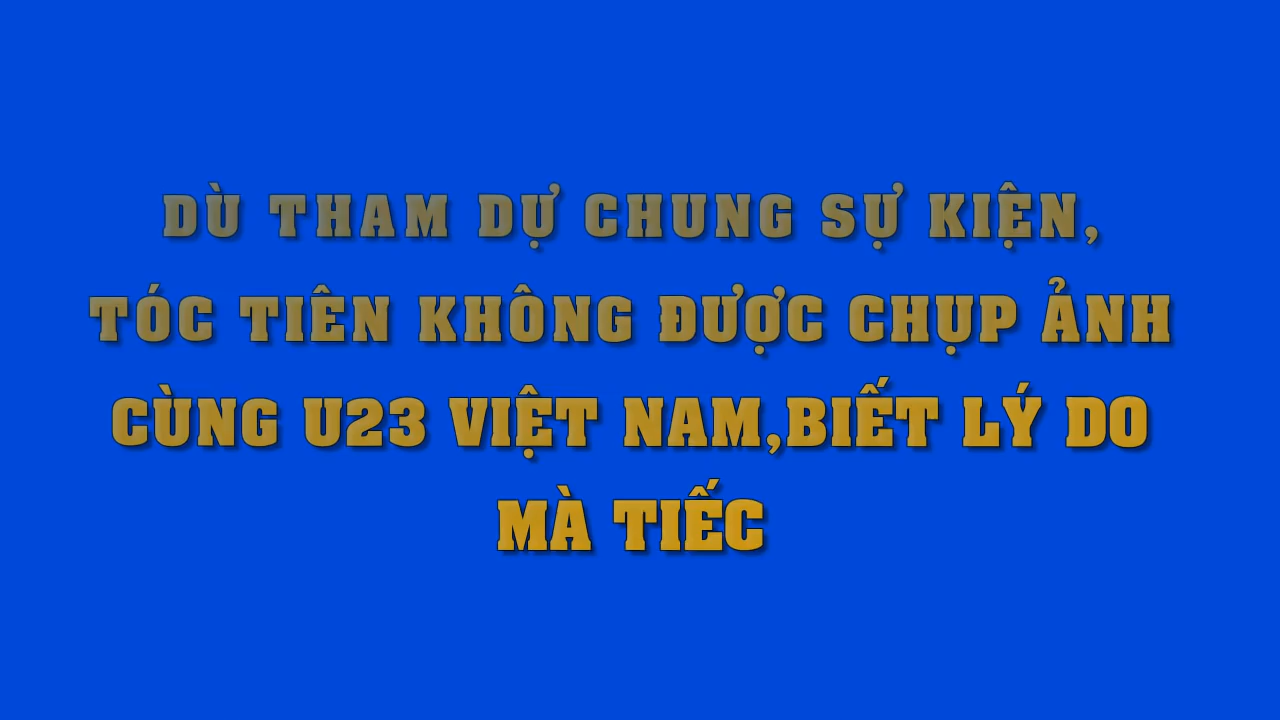 DÙ THAM DỰ CHUNG SỰ KIỆN,
TÓC TIÊN KHÔNG ĐƯỢC CHỤP ẢNH
CÙNG U23 VIỆT NAM,BIẾT LÝ DO
MÀ TIẾC